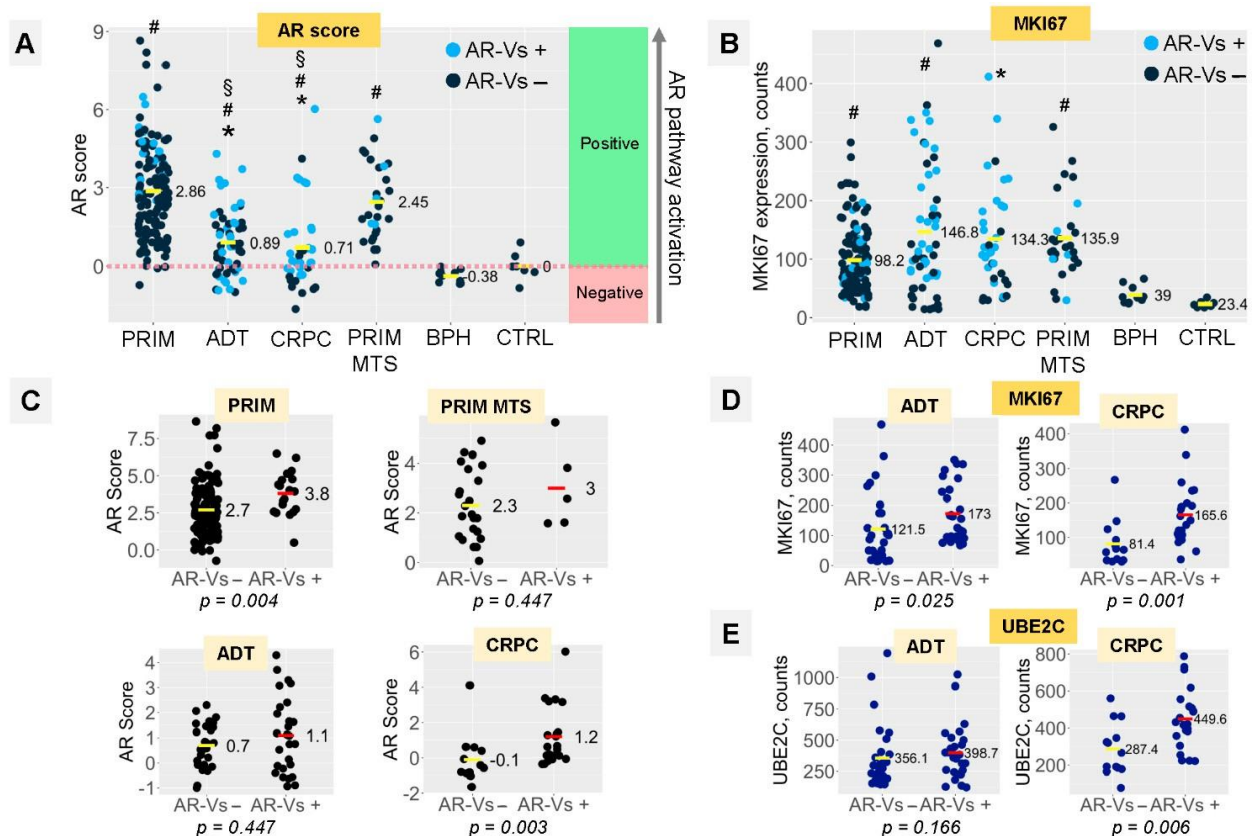 A
AR score
AR-Vs +
AR-Vs –
AR score
9
6
3
0
#
§
#
*
§
#
*
#
2.86
0.89
0.71
2.45
-0.38
0
Positive
Negative
AR pathway activation
PRIM
ADT
CRPC
PRIM
MTS
BPH
CTRL
B
MKI67
AR-Vs +
AR-Vs –
MKI67 expression, counts
400
300
200
100
0
#
#
*
#
98.2
146.8
134.3
135.9
39
23.4
PRIM
ADT
CRPC
PRIM
MTS
BPH
CTRL
C
PRIM
AR Score
7.5
5.0
2.5
0.0
2.7
3.8
AR-Vs – AR-Vs +
p = 0.004
PRIM MTS
AR Score
4
2
0
2.3
3
AR-Vs – AR-Vs +
p = 0.447
ADT
AR Score
4
3
2
1
0
-1
0.7
1.1
AR-Vs – AR-Vs +
p = 0.447
CRPC
AR Score
6
4
2
0
-2
-0.1
1.2
AR-Vs – AR-Vs +
p = 0.003
D
MKI67
ADT
MKI67, counts
400
300
200
100
0
121.5
173
AR-Vs – AR-Vs +
p = 0.025
CRPC
MKI67, counts
400
300
200
100
81.4
165.6
AR-Vs – AR-Vs +
p = 0.001
E
UBE2C
ADT
UBE2C, counts
1000
750
500
250
356.1
398.7
AR-Vs – AR-Vs +
p = 0.166
CRPC
UBE2C, counts
800
600
400
200
287.4
449.6
AR-Vs – AR-Vs +
p = 0.006